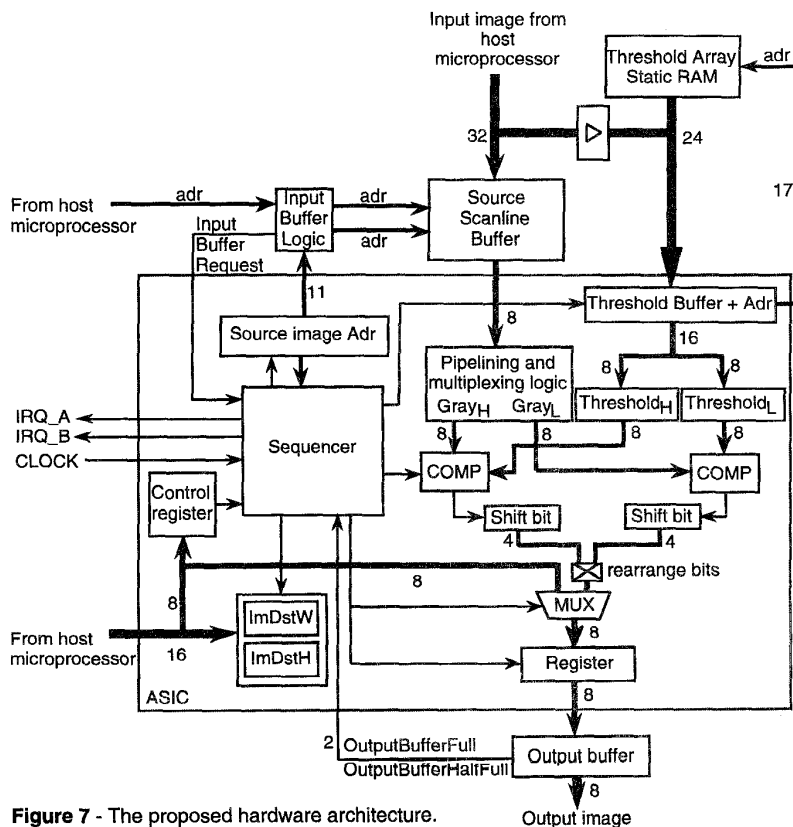 Input image from
host
microprocessor
Threshold Array
Static RAM
adr
32
24
17
From host
microprocessor
adr
Input
Buffer
Logic
adr
adr
Source
Scanline
Buffer
Input
Buffer
Request
11
8
Threshold Buffer + Adr
Source image Adr
16
Pipelining and
multiplexing logic
GrayH GrayL
8
8
ThresholdH
ThresholdL
IRQ_A
IRQ_B
CLOCK
Sequencer
8
8
8
8
COMP
COMP
Control
register
Shift bit
Shift bit
4
4
rearrange bits
8
8
MUX
8
From host
microprocessor
16
ImDstW
ImDstH
Register
ASIC
8
2
OutputBufferFull
OutputBufferHalfFull
Output buffer
8
Figure 7 - The proposed hardware architecture.
Output image